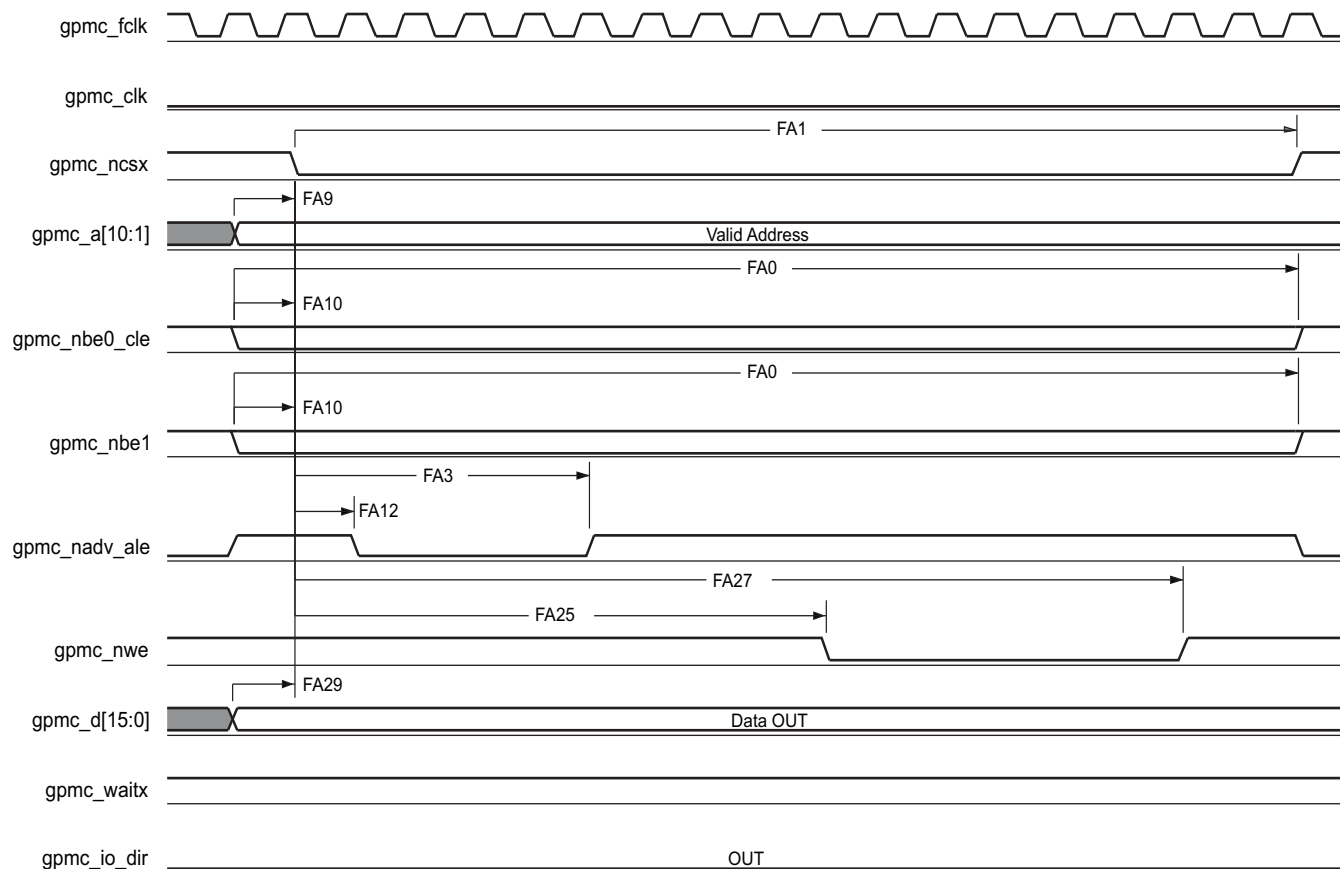 gpmc_fclk
gpmc_clk
FA1
gpmc_ncsx
FA9
gpmc_a[10:1]
Valid Address
FA0
FA10
gpmc_nbe0_cle
FA0
FA10
gpmc_nbe1
FA3
FA12
gpmc_nadv_ale
FA27
FA25
gpmc_nwe
FA29
gpmc_d[15:0]
Data OUT
gpmc_waitx
gpmc_io_dir
OUT